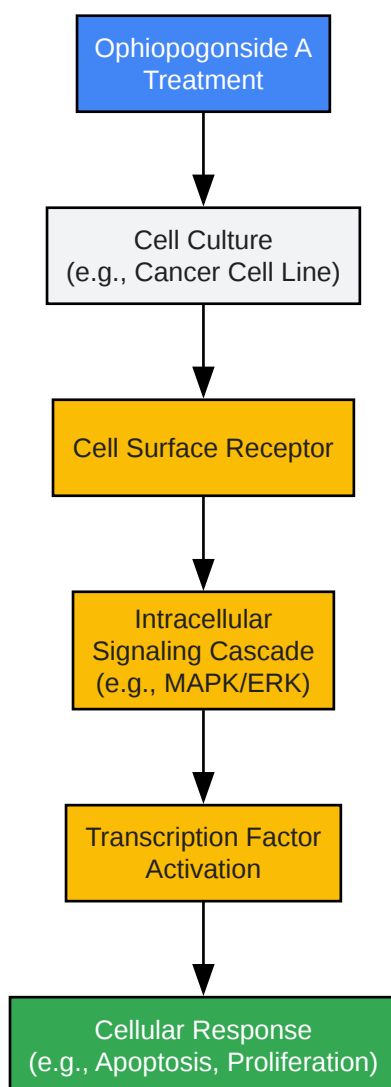 Ophiopogonside A
Treatment
Cell Culture
(e.g., Cancer Cell Line)
Cell Surface Receptor
Intracellular
Signaling Cascade
(e.g., MAPK/ERK)
Transcription Factor
Activation
Cellular Response
(e.g., Apoptosis, Proliferation)